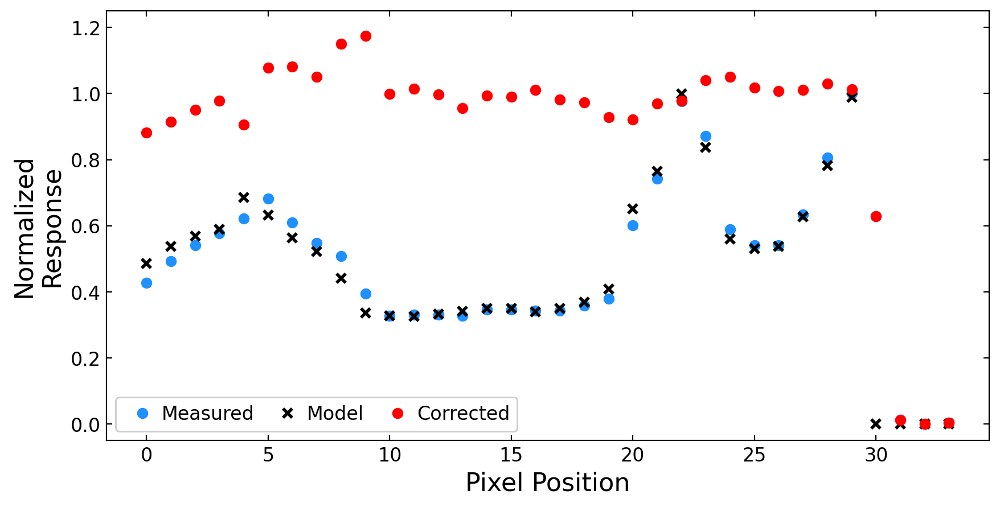 Normalized
Response
1.2
1.0
0.8
0.6
0.4
0.2
0.0
Measured Model Corrected
0 5 10 15 20 25 30
Pixel Position